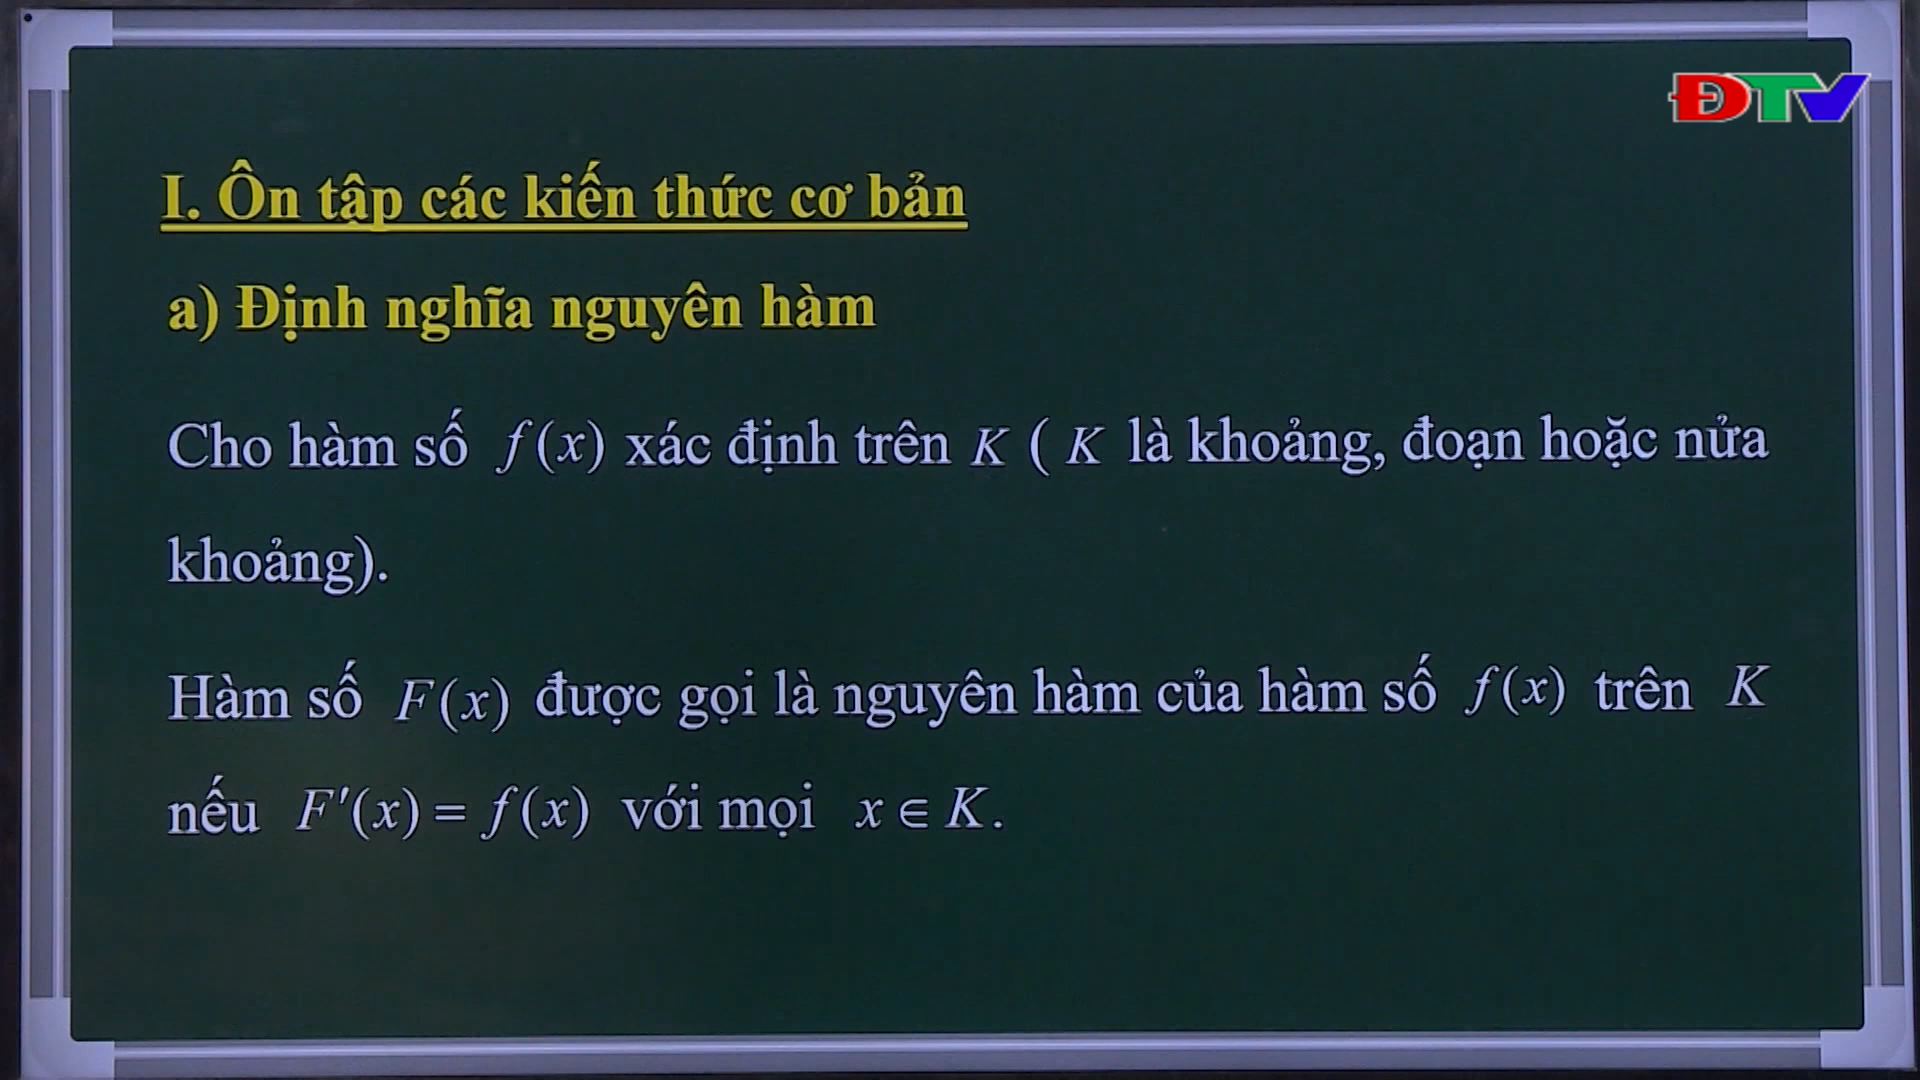 ĐTV
I. Ôn tập các kiến thức cơ bản
a) Định nghĩa nguyên hàm
Cho hàm số f(x) xác định trên K ( K là khoảng, đoạn hoặc nửa
khoảng).
Hàm số F(x) được gọi là nguyên hàm của hàm số f(x) trên K
nếu F'(x) = f(x) với mọi x ∈ K.